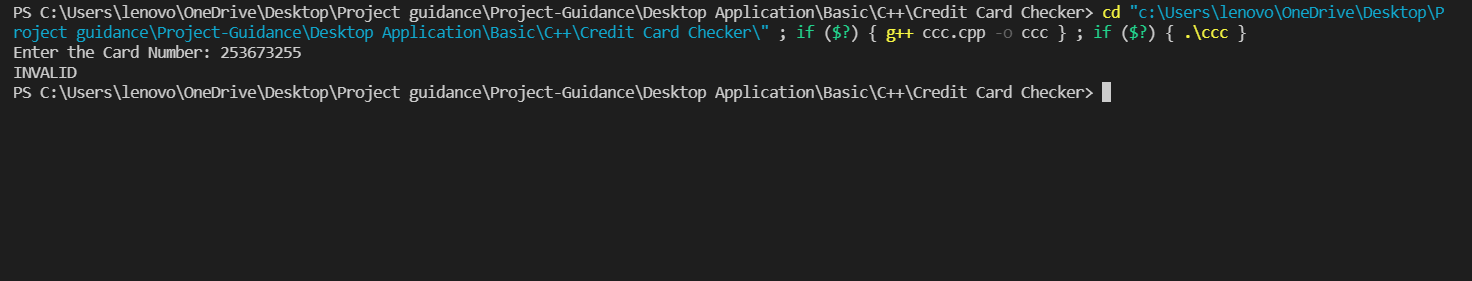 PS C:\Users\lenovo\OneDrive\Desktop\Project guidance\Project-Guidance\Desktop Application\Basic\C++\Credit Card Checker> cd "c:\Users\lenovo\OneDrive\Desktop\P
roject guidance\Project-Guidance\Desktop Application\Basic\C++\Credit Card Checker\" ; if ($?) { g++ ccc.cpp -o ccc } ; if ($?) { .\ccc }
Enter the Card Number: 253673255
INVALID
PS C:\Users\lenovo\OneDrive\Desktop\Project guidance\Project-Guidance\Desktop Application\Basic\C++\Credit Card Checker>